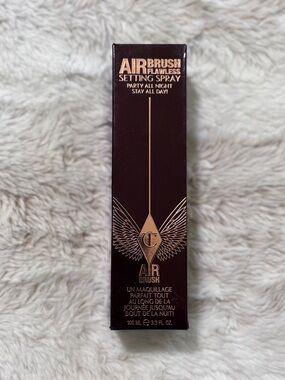 AIRBRUSH
FLAWLESS
SETTING SPRAY
PARTY ALL NIGHT
STAY ALL DAY!
CT
AIR
BRUSH
UN MAQUILLAGE
PARFAIT TOUT
AU LONG DE LA
JOURNÉE JUSQU'AU
BOUT DE LA NUIT!
100 ML ℮ 3.3 FL. OZ.